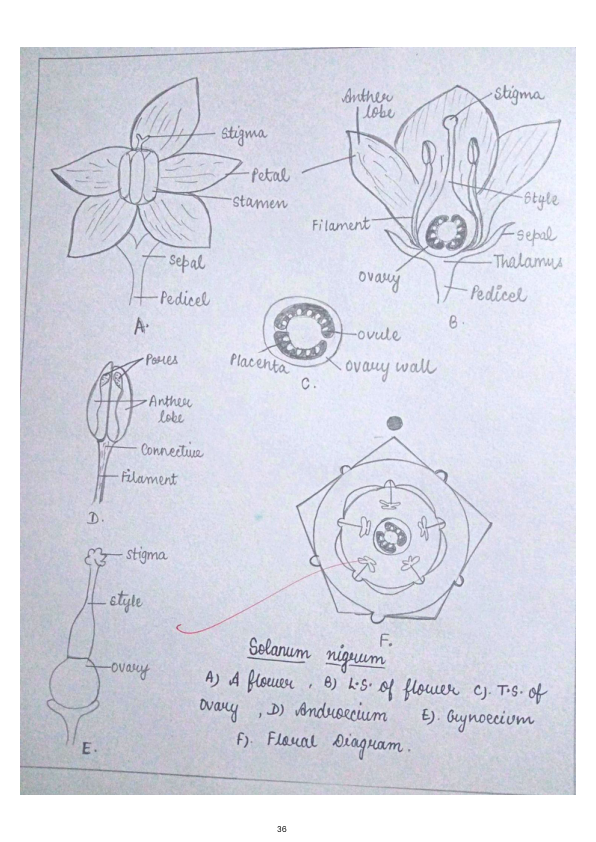 Stigma
Petal
Stamen
Sepal
Pedicel
A.
Anther
lobe
Stigma
Style
Filament
Sepal
Thalamus
Ovary
Pedicel
B.
Ovule
Placenta
Ovary wall
C.
Pores
Anther
lobe
Connective
Filament
D.
Stigma
Style
Ovary
E.
F.
Solanum nigrum
A) A flower, B) L.S. of flower C). T.S. of
Ovary , D) Androecium E). Gynoecium
F). Floral Diagram.
36